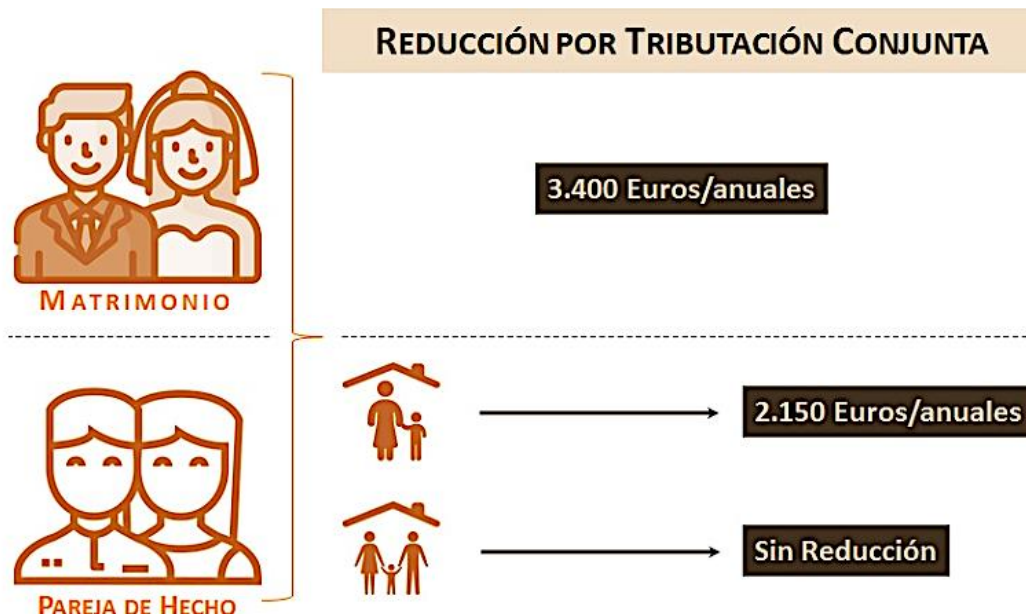 REDUCCIÓN POR TRIBUTACIÓN CONJUNTA
3.400 Euros/anuales
MATRIMONIO
2.150 Euros/anuales
Sin Reducción
PAREJA DE HECHO